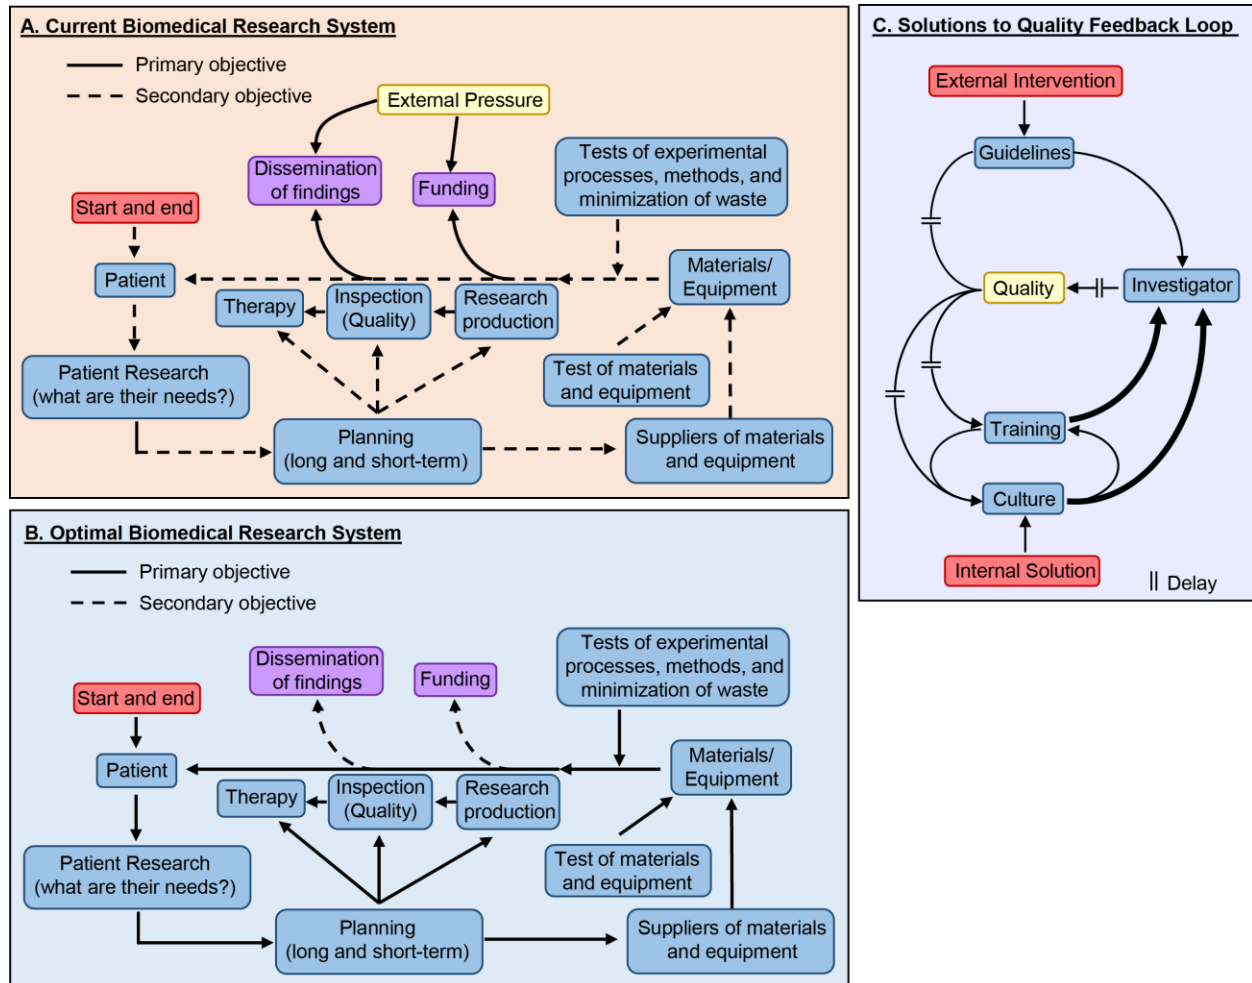 A. Current Biomedical Research System
Primary objective
Secondary objective
External Pressure
Dissemination
of findings
Funding
Tests of experimental
processes, methods, and
minimization of waste
Start and end
Patient
Materials/
Equipment
Therapy
Inspection
(Quality)
Research
production
Patient Research
(what are their needs?)
Test of materials
and equipment
Planning
(long and short-term)
Suppliers of materials
and equipment
B. Optimal Biomedical Research System
Primary objective
Secondary objective
Dissemination
of findings
Funding
Tests of experimental
processes, methods, and
minimization of waste
Start and end
Patient
Materials/
Equipment
Therapy
Inspection
(Quality)
Research
production
Patient Research
(what are their needs?)
Test of materials
and equipment
Planning
(long and short-term)
Suppliers of materials
and equipment
C. Solutions to Quality Feedback Loop
External Intervention
Guidelines
Quality
Investigator
Training
Culture
Internal Solution
|| Delay